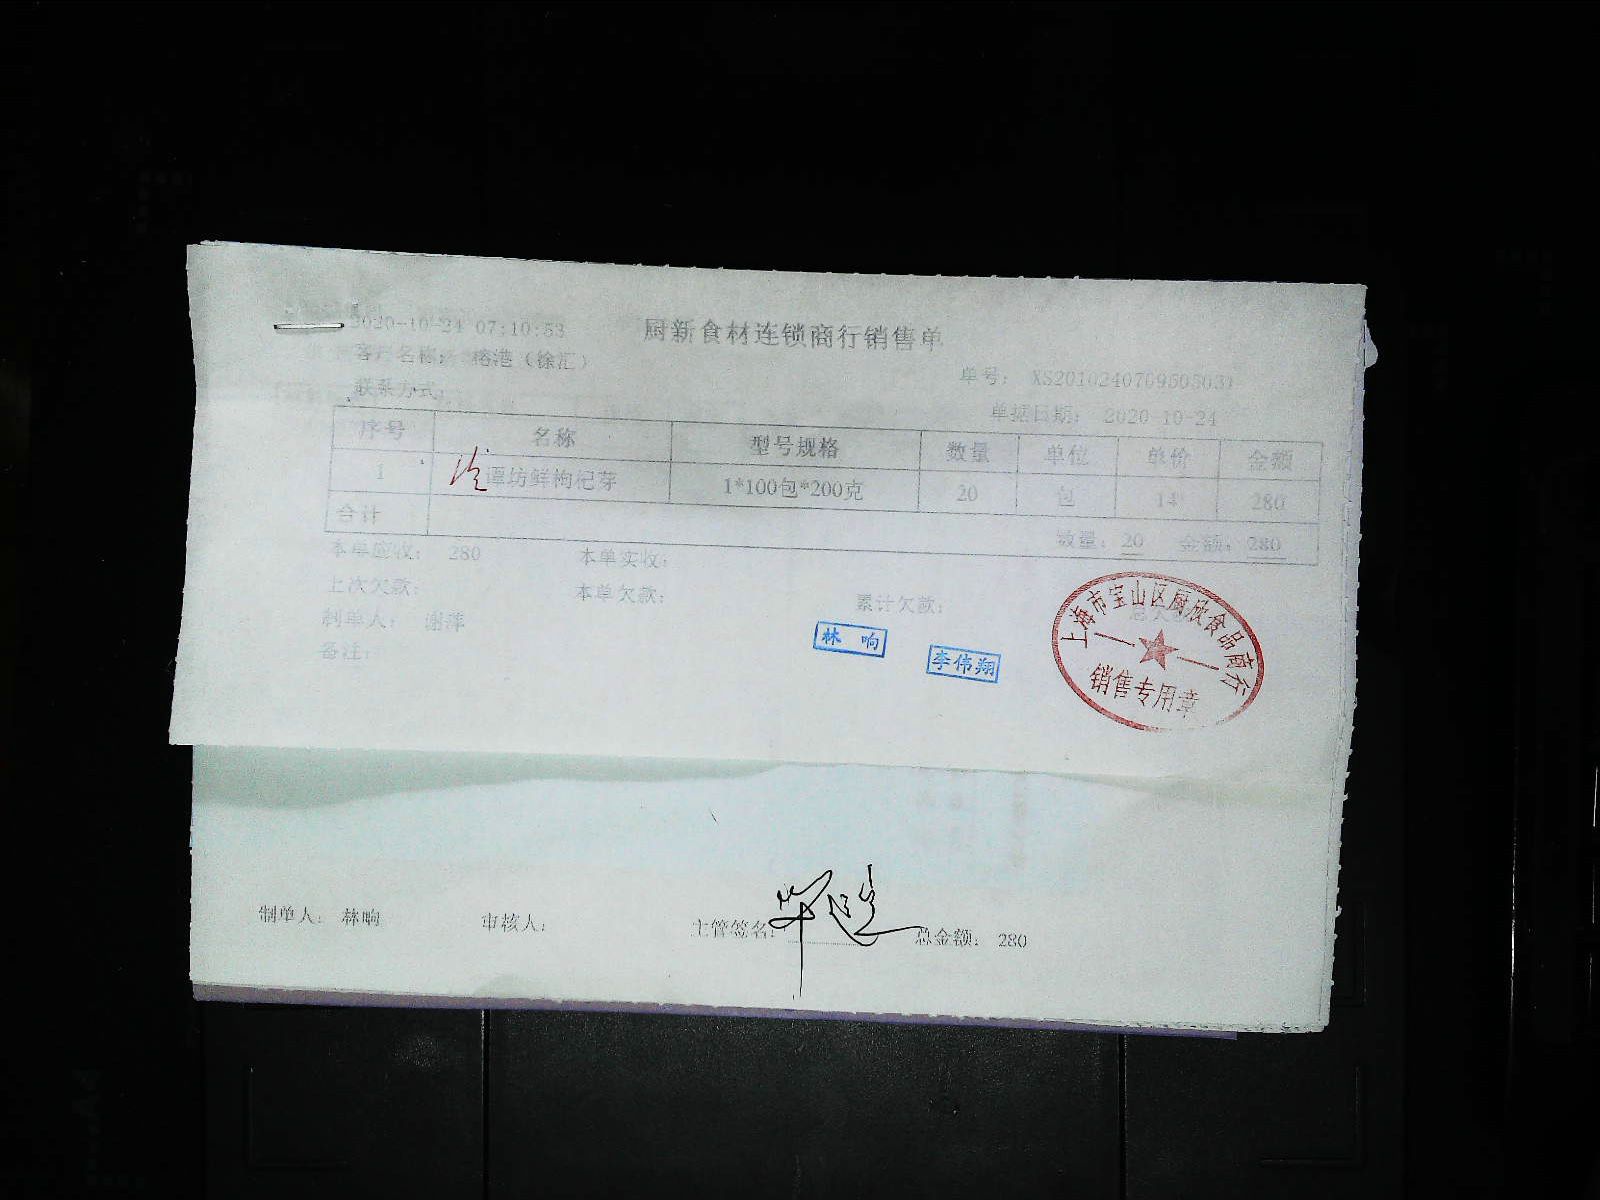 2020-10-24 07:10:53
厨新食材连锁商行销售单
客户名称： 榕港（徐汇）
单号：
联系方式：
单据日期： 2020-10-24
序号 名称 型号规格 数量 单位 单价 金额
1 谭坊鲜枸杞芽 1*100包*200克 20 包 14 280
合计 数量：20 金额：280
本单应收： 280 本单实收：
上次欠款： 本单欠款： 累计欠款：
制单人： 谢萍
备注：
林响
李伟翔
上海市宝山区厨欣食品商行
销售专用章
制单人： 林响 审核人： 主管签名： 总金额： 280